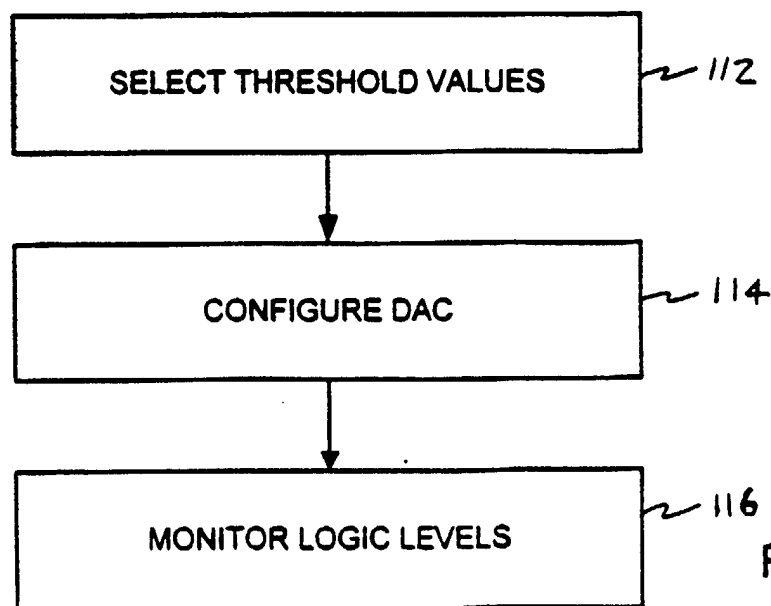 SELECT THRESHOLD VALUES
112
CONFIGURE DAC
114
MONITOR LOGIC LEVELS
116